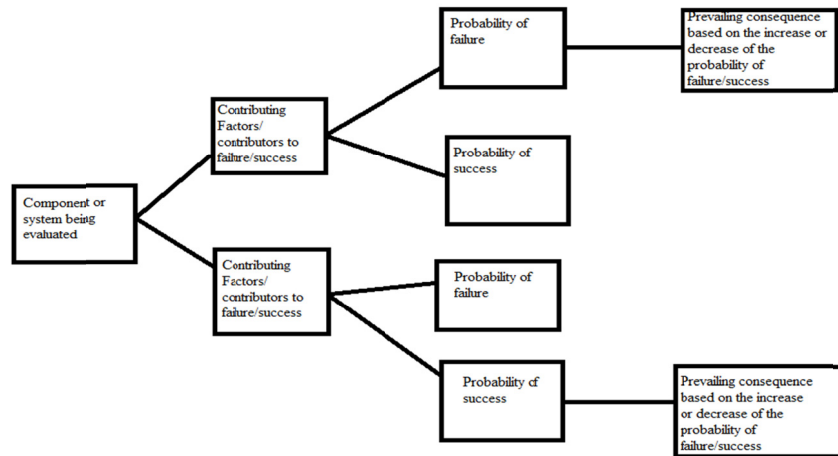 Probability of
failure
Prevailing consequence
based on the increase or
decrease of the
probability of
failure/success
Contributing
Factors/
contributors to
failure/success
Probability of
success
Component or
system being
evaluated
Contributing
Factors/
contributors to
failure/success
Probability of
failure
Probability of
success
Prevailing consequence
based on the increase
or decrease of the
probability of
failure/success